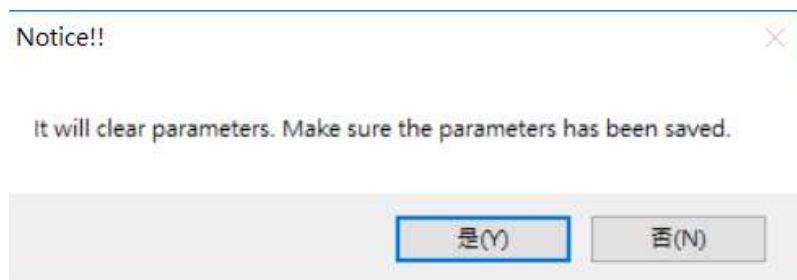 Notice!!
It will clear parameters. Make sure the parameters has been saved.
是(Y) 否(N)